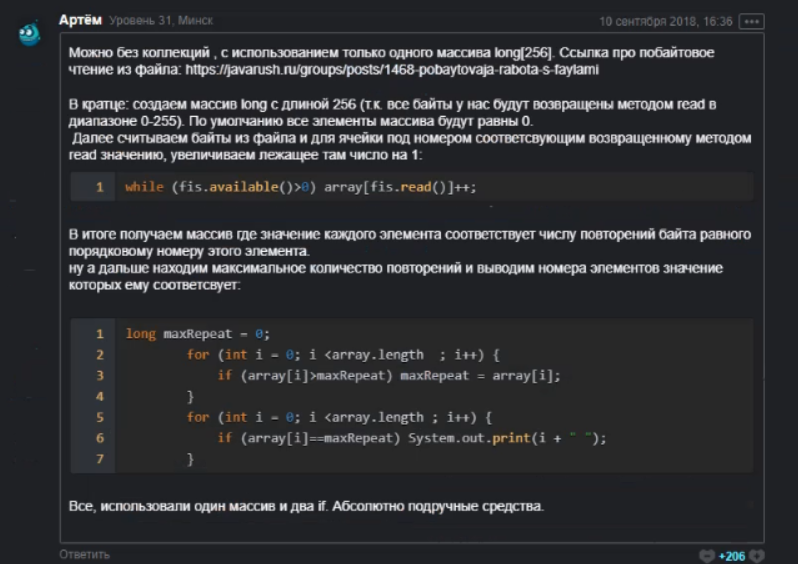 Артём Уровень 31, Минск
10 сентября 2018, 16:36
Можно без коллекций , с использованием только одного массива long[256]. Ссылка про побайтовое
чтение из файла: https://javarush.ru/groups/posts/1468-pobaytovaja-rabota-s-faylami
В кратце: создаем массив long с длиной 256 (т.к. все байты у нас будут возвращены методом read в
диапазоне 0-255). По умолчанию все элементы массива будут равны 0.
Далее считываем байты из файла и для ячейки под номером соответсвующим возвращенному методом
read значению, увеличиваем лежащее там число на 1:
1 while (fis.available()>0) array[fis.read()]++;
В итоге получаем массив где значение каждого элемента соответствует числу повторений байта равного
порядковому номеру этого элемента.
ну а дальше находим максимальное количество повторений и выводим номера элементов значение
которых ему соответсвует:
1 long maxRepeat = 0;
2 for (int i = 0; i <array.length ; i++) {
3 if (array[i]>maxRepeat) maxRepeat = array[i];
4 }
5 for (int i = 0; i <array.length ; i++) {
6 if (array[i]==maxRepeat) System.out.print(i + " ");
7 }
Все, использовали один массив и два if. Абсолютно подручные средства.
Ответить
+206